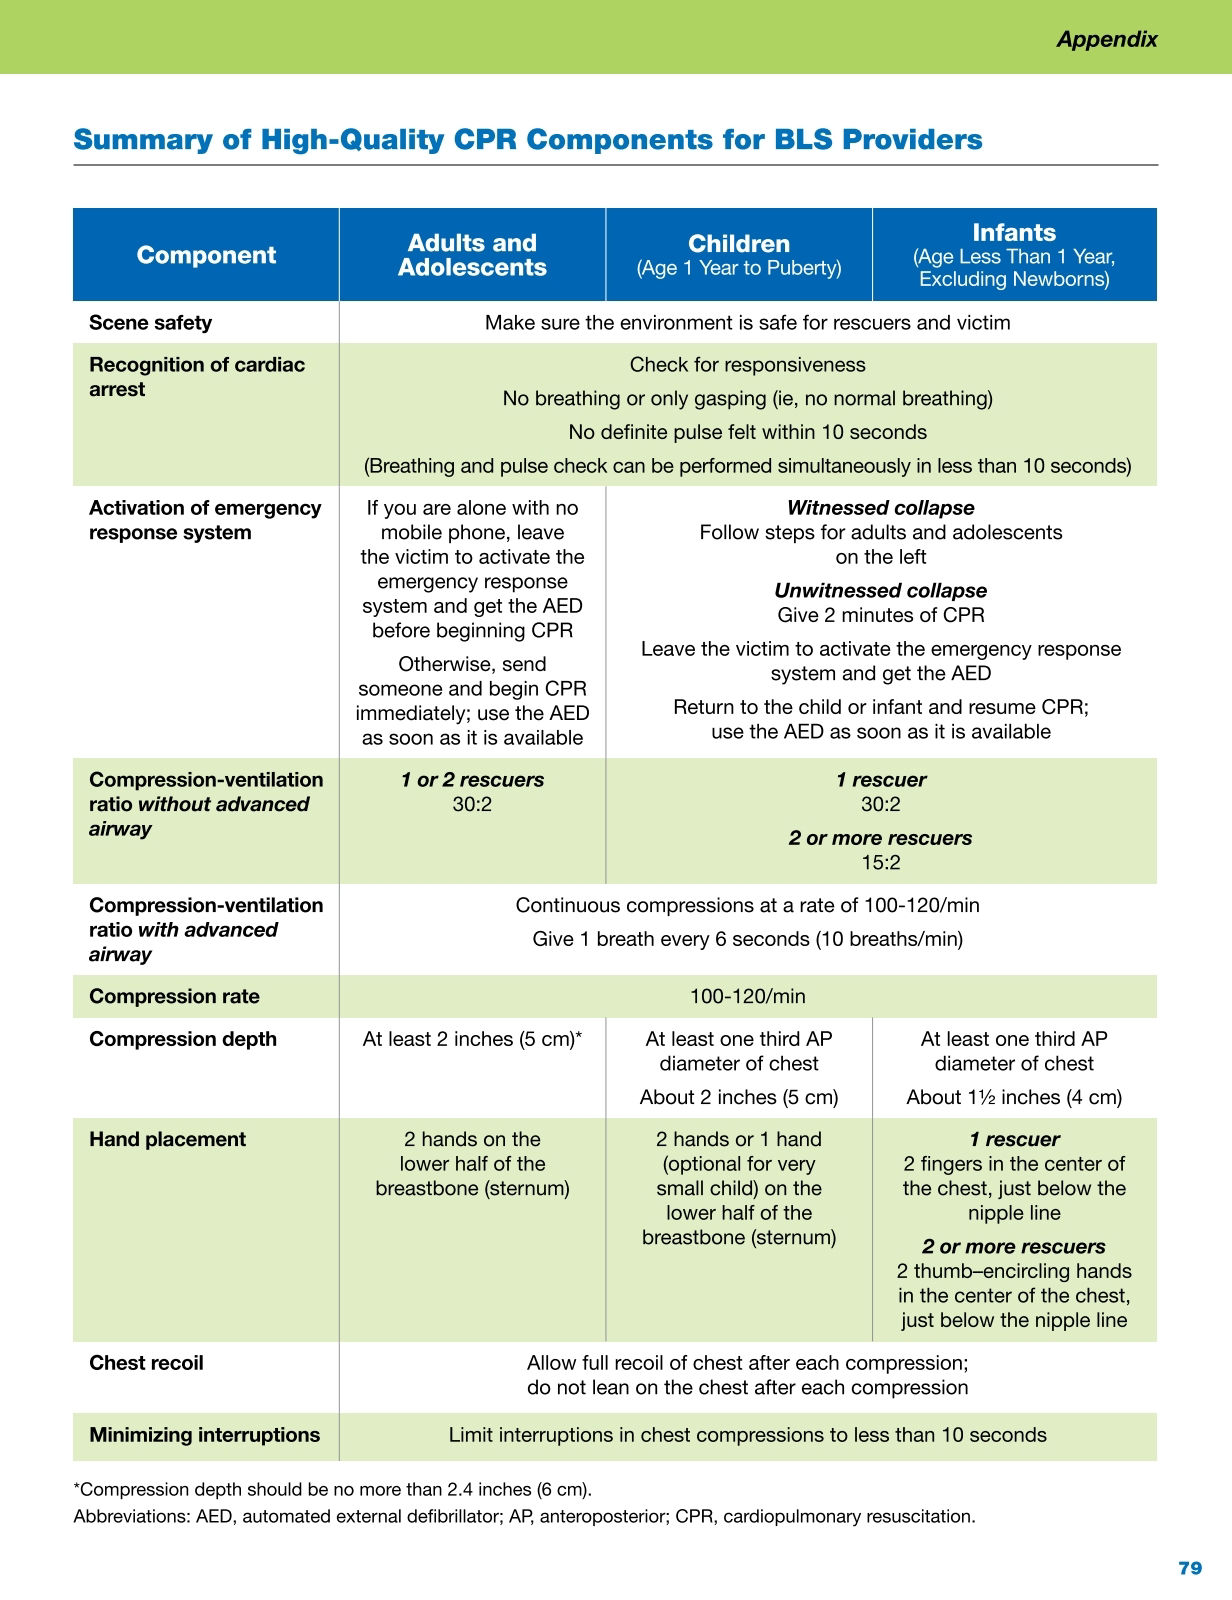 Appendix
Summary of High-Quality CPR Components for BLS Providers
Component
Adults and
Adolescents
Children
(Age 1 Year to Puberty)
Infants
(Age Less Than 1 Year,
Excluding Newborns)
Scene safety
Make sure the environment is safe for rescuers and victim
Recognition of cardiac
arrest
Check for responsiveness
No breathing or only gasping (ie, no normal breathing)
No definite pulse felt within 10 seconds
(Breathing and pulse check can be performed simultaneously in less than 10 seconds)
Activation of emergency
response system
If you are alone with no
mobile phone, leave
the victim to activate the
emergency response
system and get the AED
before beginning CPR
Otherwise, send
someone and begin CPR
immediately; use the AED
as soon as it is available
Witnessed collapse
Follow steps for adults and adolescents
on the left
Unwitnessed collapse
Give 2 minutes of CPR
Leave the victim to activate the emergency response
system and get the AED
Return to the child or infant and resume CPR;
use the AED as soon as it is available
Compression-ventilation
ratio without advanced
airway
1 or 2 rescuers
30:2
1 rescuer
30:2
2 or more rescuers
15:2
Compression-ventilation
ratio with advanced
airway
Continuous compressions at a rate of 100-120/min
Give 1 breath every 6 seconds (10 breaths/min)
Compression rate
100-120/min
Compression depth
At least 2 inches (5 cm)*
At least one third AP
diameter of chest
About 2 inches (5 cm)
At least one third AP
diameter of chest
About 1½ inches (4 cm)
Hand placement
2 hands on the
lower half of the
breastbone (sternum)
2 hands or 1 hand
(optional for very
small child) on the
lower half of the
breastbone (sternum)
1 rescuer
2 fingers in the center of
the chest, just below the
nipple line
2 or more rescuers
2 thumb–encircling hands
in the center of the chest,
just below the nipple line
Chest recoil
Allow full recoil of chest after each compression;
do not lean on the chest after each compression
Minimizing interruptions
Limit interruptions in chest compressions to less than 10 seconds
*Compression depth should be no more than 2.4 inches (6 cm).
Abbreviations: AED, automated external defibrillator; AP, anteroposterior; CPR, cardiopulmonary resuscitation.
79